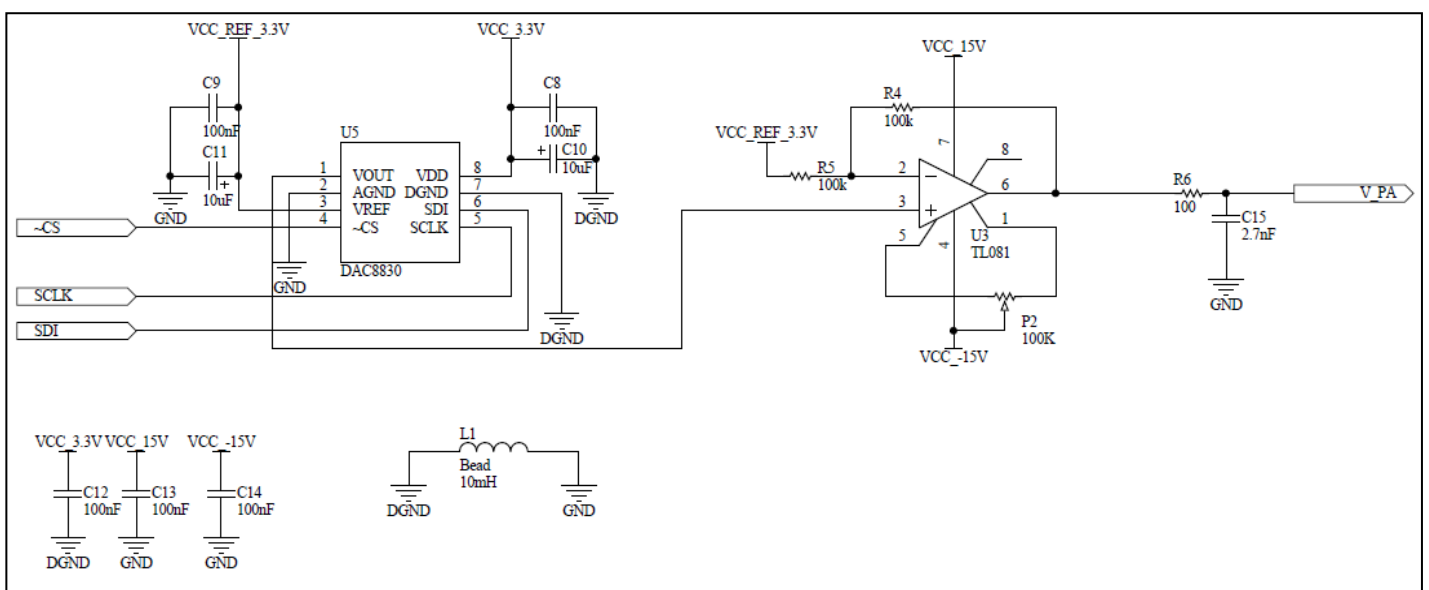 VCC_REF_3.3V
VCC_3.3V
VCC_15V
C9
100nF
C11
10uF
GND
C8
100nF
C10
10uF
DGND
U5
1 VOUT VDD 8
2 AGND DGND 7
3 VREF SDI 6
4 ~CS SCLK 5
DAC8830
GND
DGND
~CS
SCLK
SDI
R4
100k
VCC_REF_3.3V
R5
100k
2
3
7
8
6
1
5
4
U3
TL081
P2
100K
VCC_-15V
R6
100
V_PA
C15
2.7nF
GND
VCC_3.3V VCC_15V VCC_-15V
C12 C13 C14
100nF 100nF 100nF
DGND GND GND
L1
Bead
10mH
DGND GND